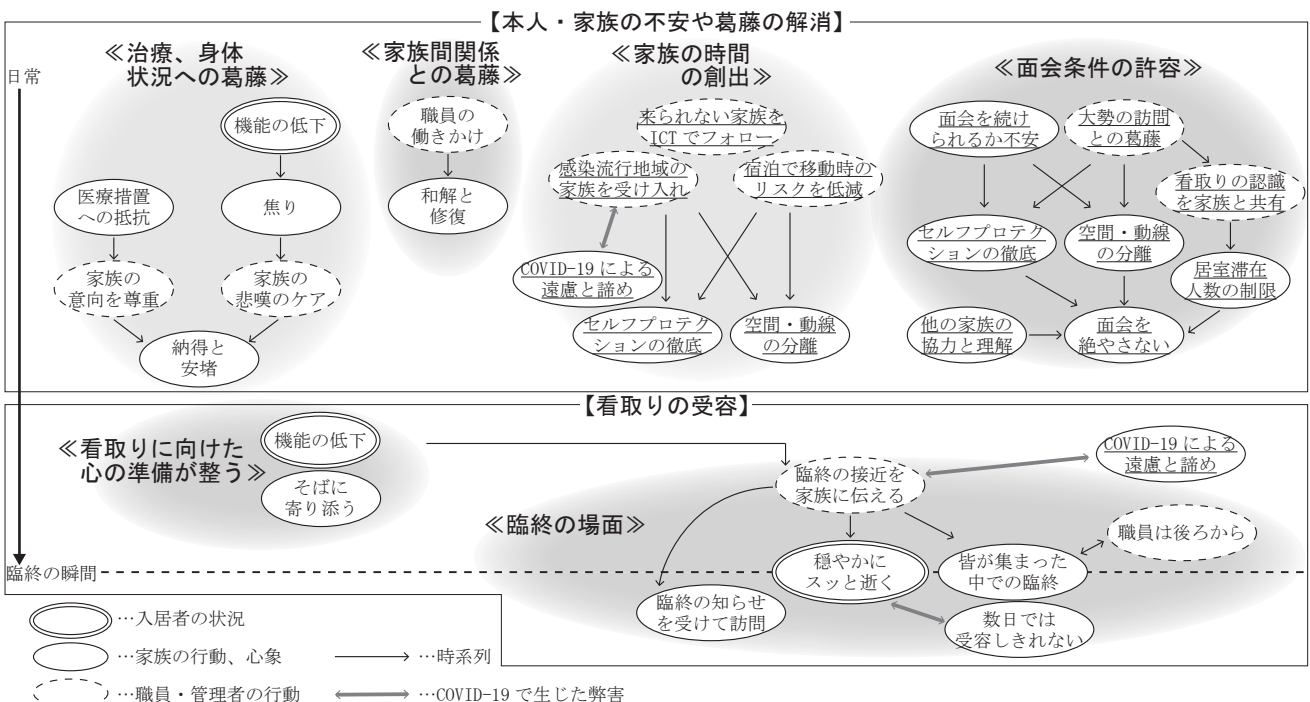 【本人・家族の不安や葛藤の解消】
日常
≪治療、身体
状況への葛藤≫
機能の低下
医療措置
への抵抗
焦り
家族の
意向を尊重
家族の
悲嘆のケア
納得と
安堵
≪家族間関係
との葛藤≫
職員の
働きかけ
和解と
修復
≪家族の時間
の創出≫
来られない家族を
ICTでフォロー
感染流行地域の
家族を受け入れ
宿泊で移動時の
リスクを低減
COVID-19による
遠慮と諦め
セルフプロテク
ションの徹底
空間・動線
の分離
≪面会条件の許容≫
面会を続け
られるか不安
大勢の訪問
との葛藤
看取りの認識
を家族と共有
セルフプロテク
ションの徹底
空間・動線
の分離
居室滞在
人数の制限
他の家族の
協力と理解
面会を
絶やさない
【看取りの受容】
≪看取りに向けた
心の準備が整う≫
機能の低下
そばに
寄り添う
≪臨終の場面≫
臨終の接近を
家族に伝える
COVID-19による
遠慮と諦め
職員は後ろから
穏やかに
スッと逝く
皆が集まった
中での臨終
臨終の知らせ
を受けて訪問
数日では
受容しきれない
臨終の瞬間
…入居者の状況
…家族の行動、心象
…時系列
…職員・管理者の行動
…COVID-19で生じた弊害